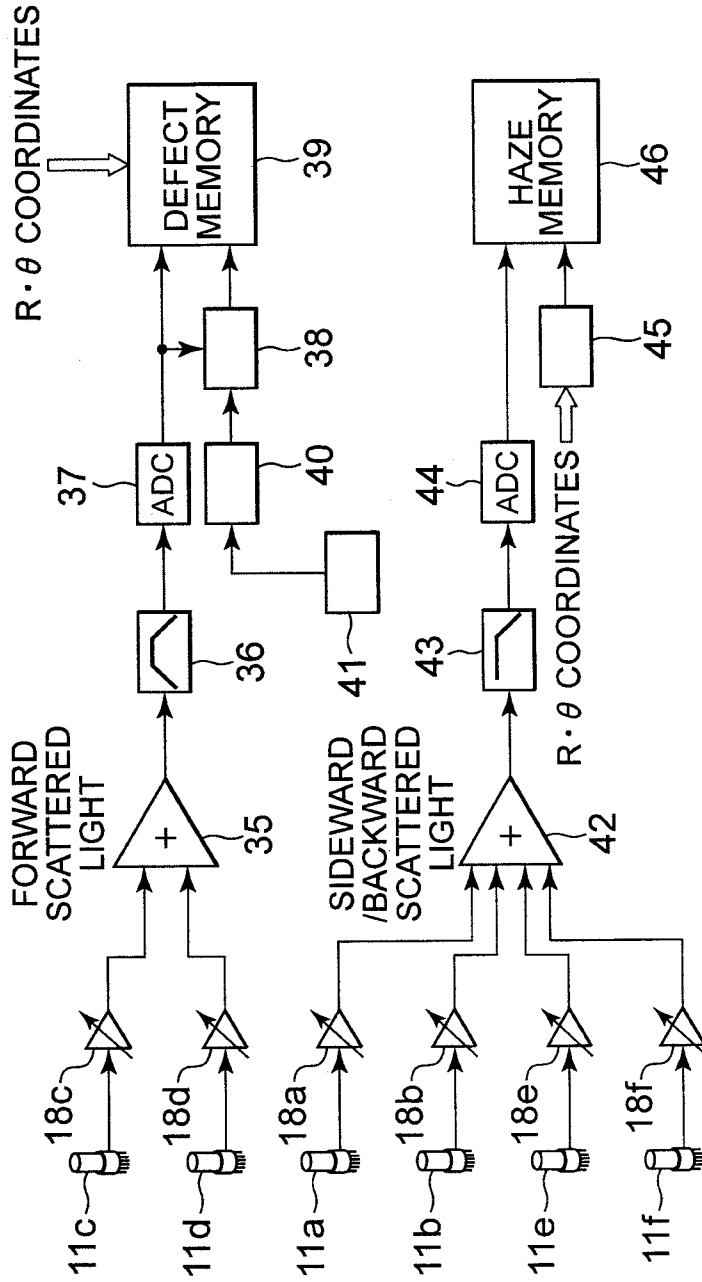 11c
18c
FORWARD
SCATTERED
LIGHT
35
36
37
ADC
R·θ COORDINATES
DEFECT
MEMORY
39
38
40
41
11d
18d
11a
18a
SIDEWARD
/BACKWARD
SCATTERED
LIGHT
42
43
44
ADC
R·θ COORDINATES
45
HAZE
MEMORY
46
11b
18b
11e
18e
11f
18f
+
+